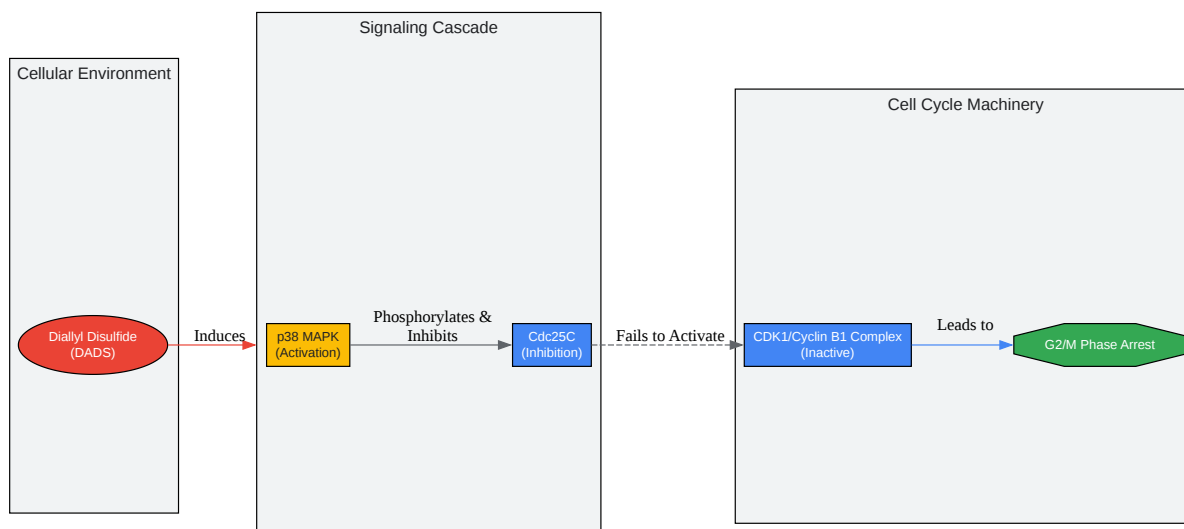 Signaling Cascade
Cellular Environment
Cell Cycle Machinery
Diallyl Disulfide
(DADS)
Induces
p38 MAPK
(Activation)
Phosphorylates &
Inhibits
Cdc25C
(Inhibition)
Fails to Activate
CDK1/Cyclin B1 Complex
(Inactive)
Leads to
G2/M Phase Arrest